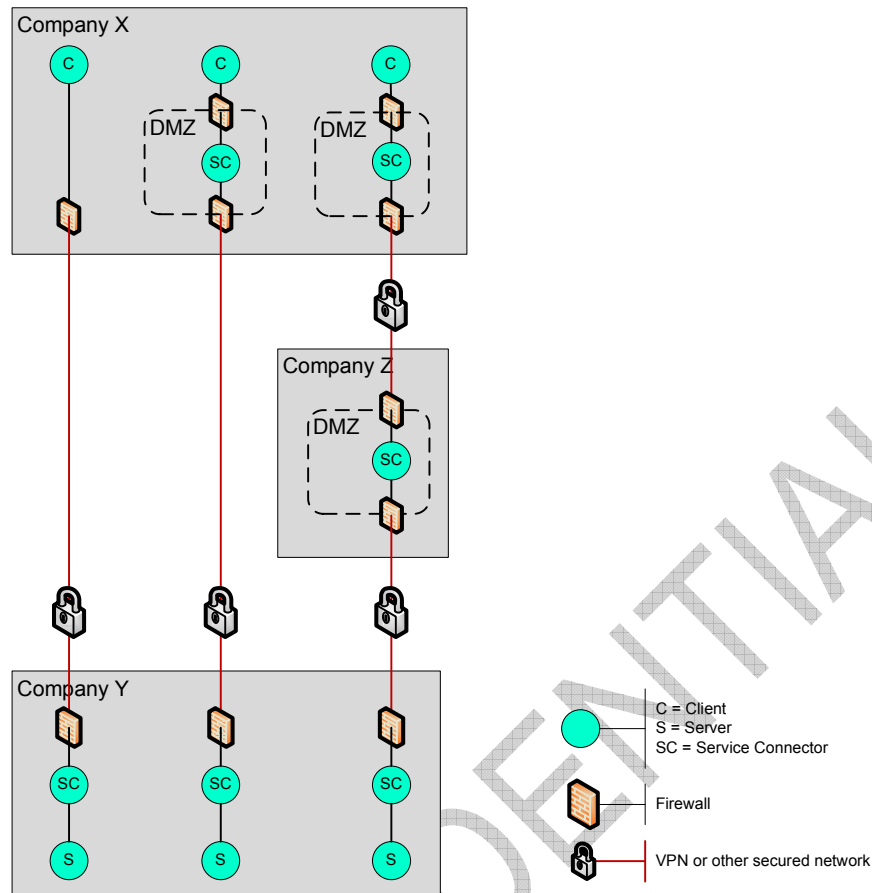 Company X
C
C
C
DMZ
DMZ
SC
SC
Company Z
DMZ
SC
Company Y
SC
SC
SC
S
S
S
C = Client
S = Server
SC = Service Connector
Firewall
VPN or other secured network
DENTIA